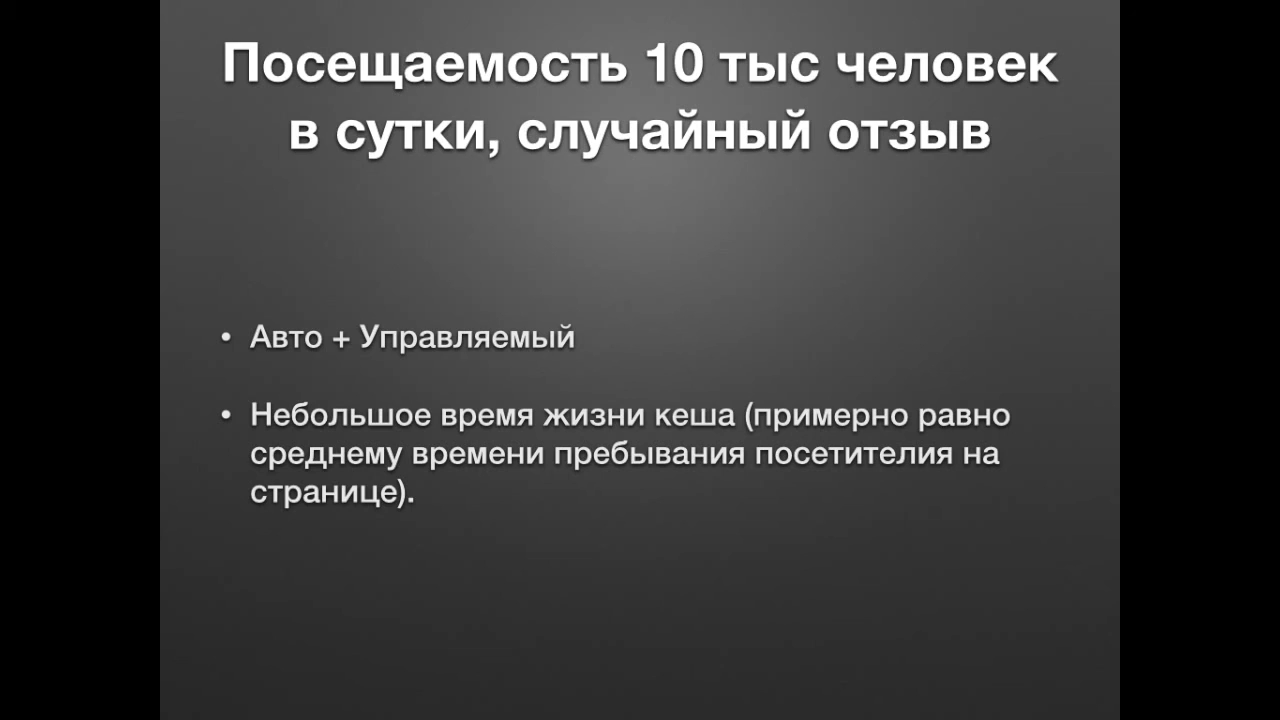 Посещаемость 10 тыс человек
в сутки, случайный отзыв
• Авто + Управляемый
• Небольшое время жизни кеша (примерно равно
среднему времени пребывания посетителия на
странице).